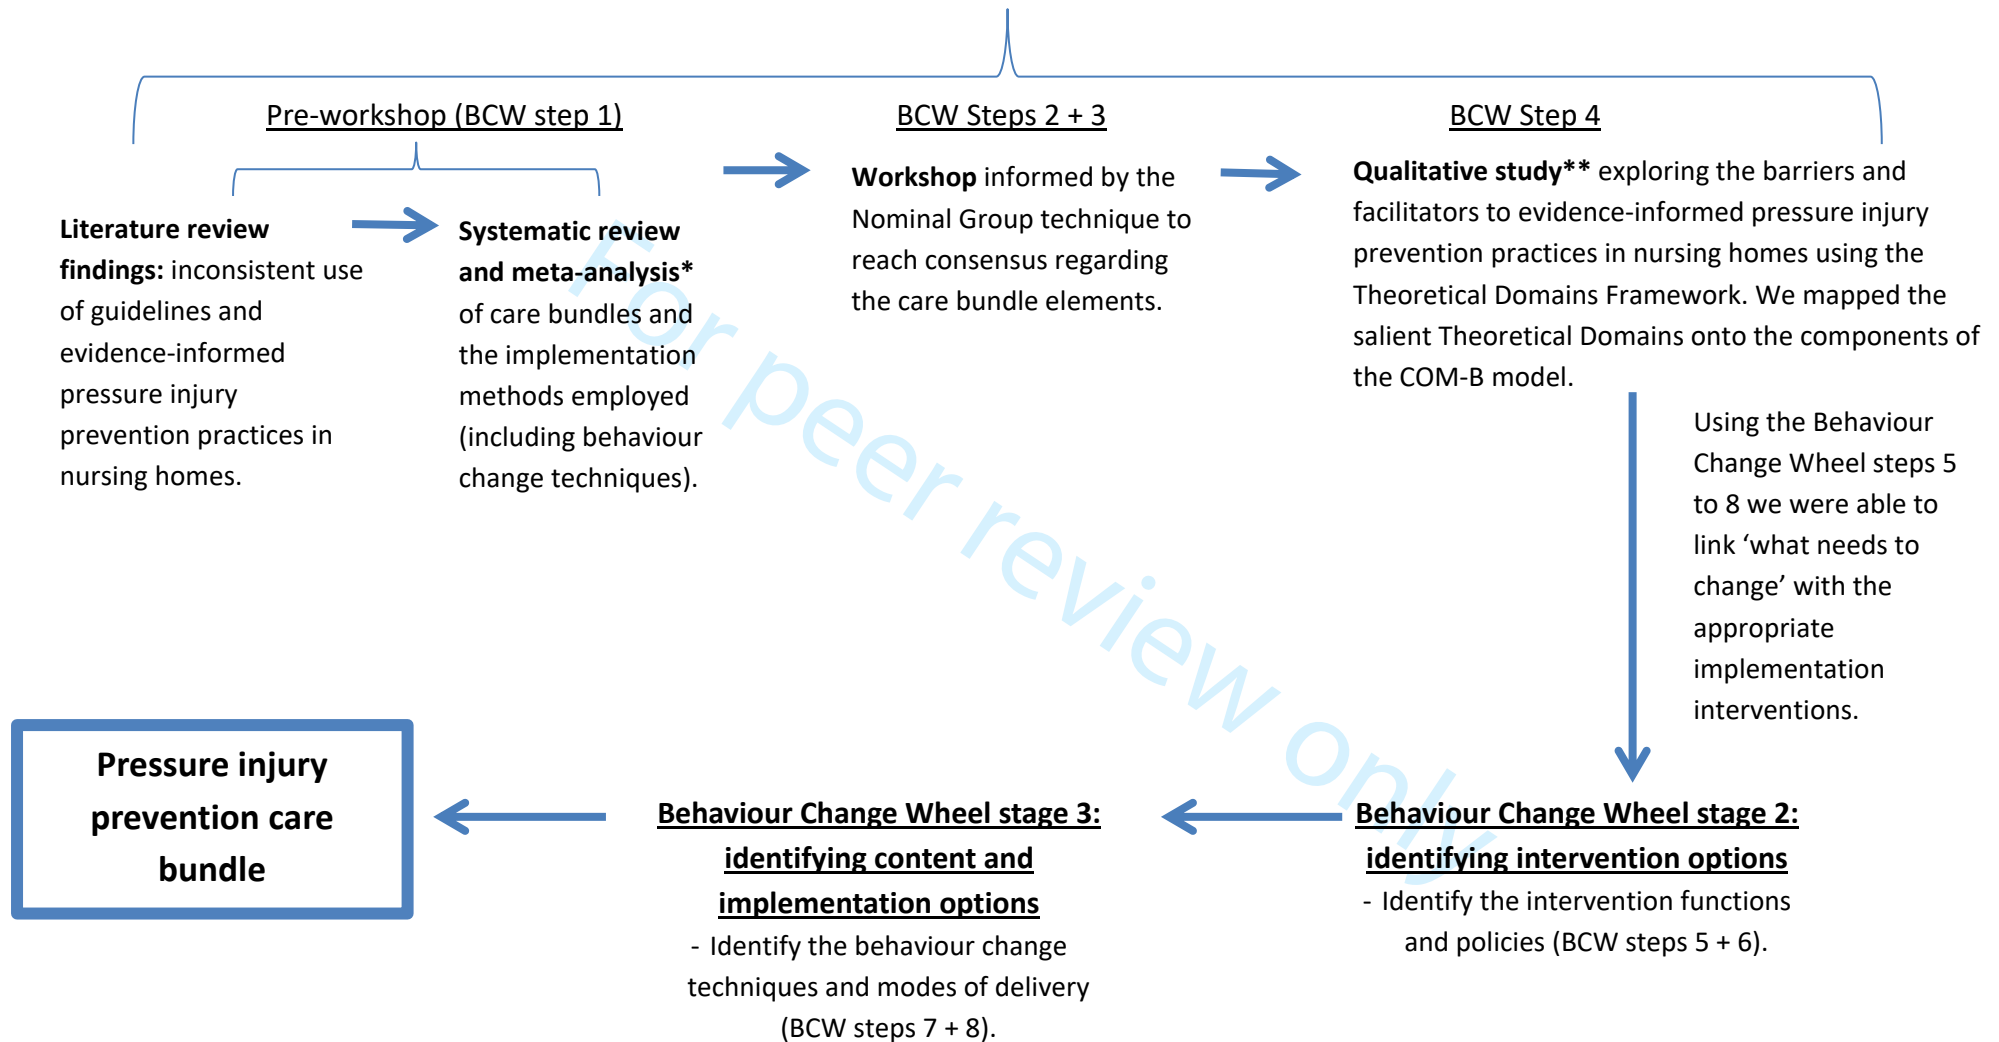 Pre-workshop (BCW step 1)
Literature review
findings: inconsistent use
of guidelines and
evidence-informed
pressure injury
prevention practices in
nursing homes.
Systematic review
and meta-analysis*
of care bundles and
the implementation
methods employed
(including behaviour
change techniques).
BCW Steps 2 + 3
Workshop informed by the
Nominal Group technique to
reach consensus regarding
the care bundle elements.
BCW Step 4
Qualitative study** exploring the barriers and
facilitators to evidence-informed pressure injury
prevention practices in nursing homes using the
Theoretical Domains Framework. We mapped the
salient Theoretical Domains onto the components of
the COM-B model.
Using the Behaviour
Change Wheel steps 5
to 8 we were able to
link ‘what needs to
change’ with the
appropriate
implementation
interventions.
Behaviour Change Wheel stage 2:
identifying intervention options
- Identify the intervention functions
and policies (BCW steps 5 + 6).
Behaviour Change Wheel stage 3:
identifying content and
implementation options
- Identify the behaviour change
techniques and modes of delivery
(BCW steps 7 + 8).
Pressure injury
prevention care
bundle
For peer review only